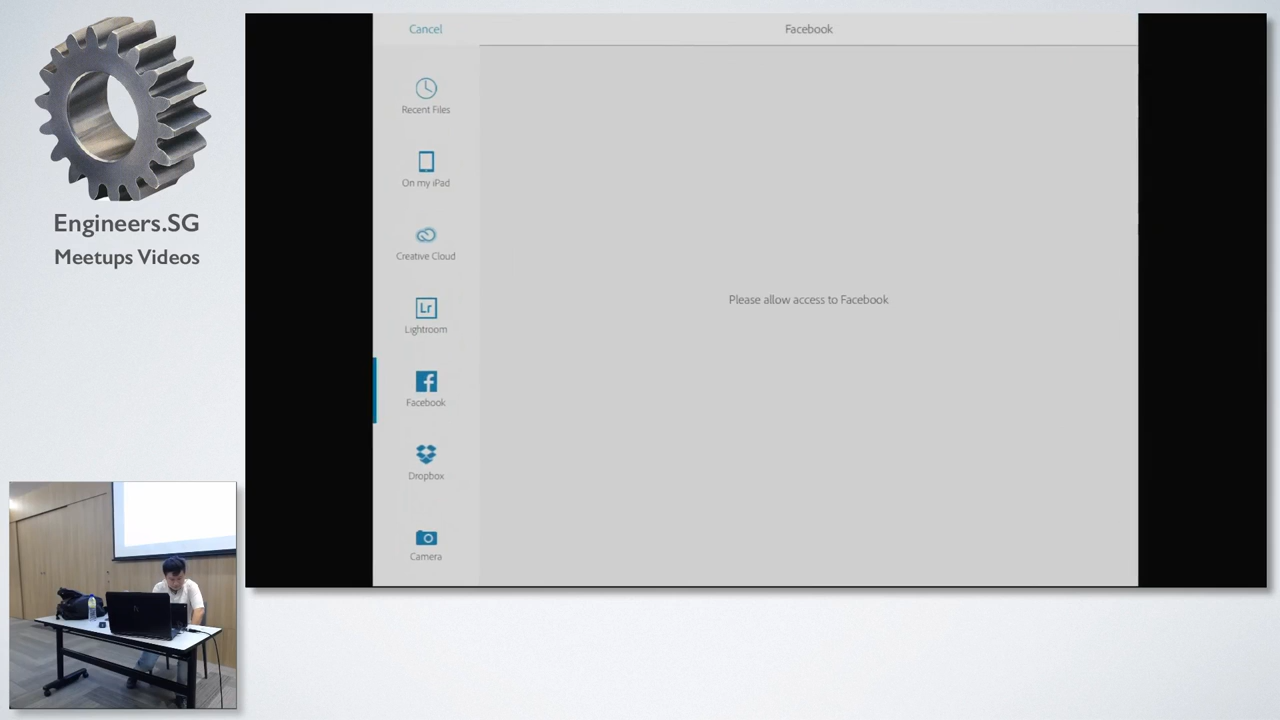 Engineers.SG
Meetups Videos
Cancel
Facebook
Recent Files
On my iPad
Creative Cloud
Lr
Lightroom
Facebook
Dropbox
Camera
Please allow access to Facebook